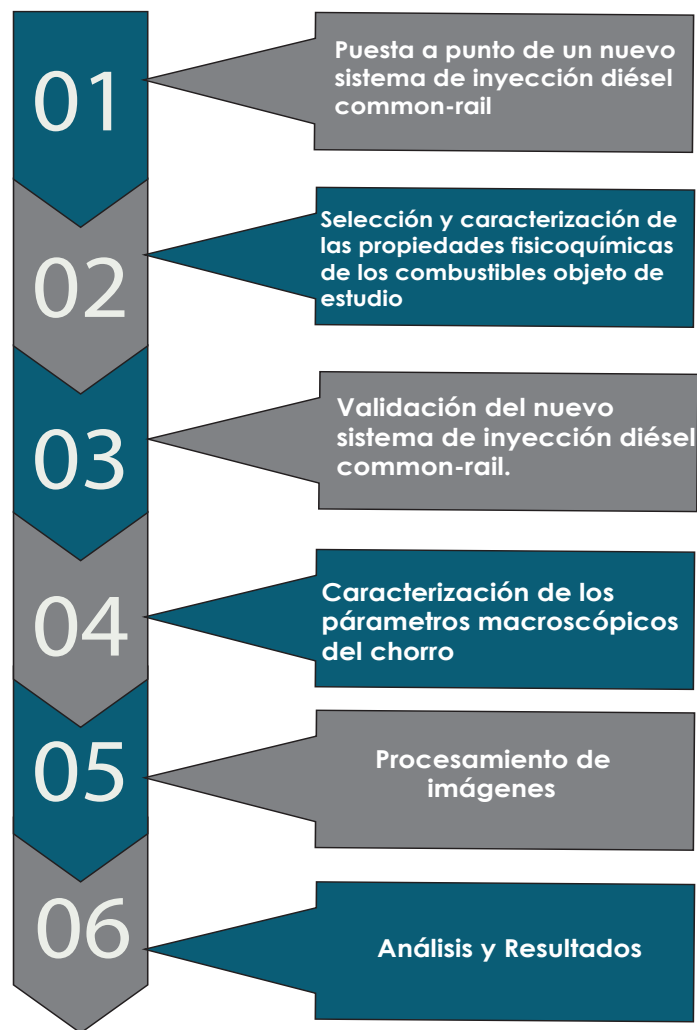 01
Puesta a punto de un nuevo
sistema de inyección diésel
common-rail
02
Selección y caracterización de
las propiedades fisicoquímicas
de los combustibles objeto de
estudio
03
Validación del nuevo
sistema de inyección diésel
common-rail.
04
Caracterización de los
párametros macroscópicos
del chorro
05
Procesamiento de
imágenes
06
Análisis y Resultados